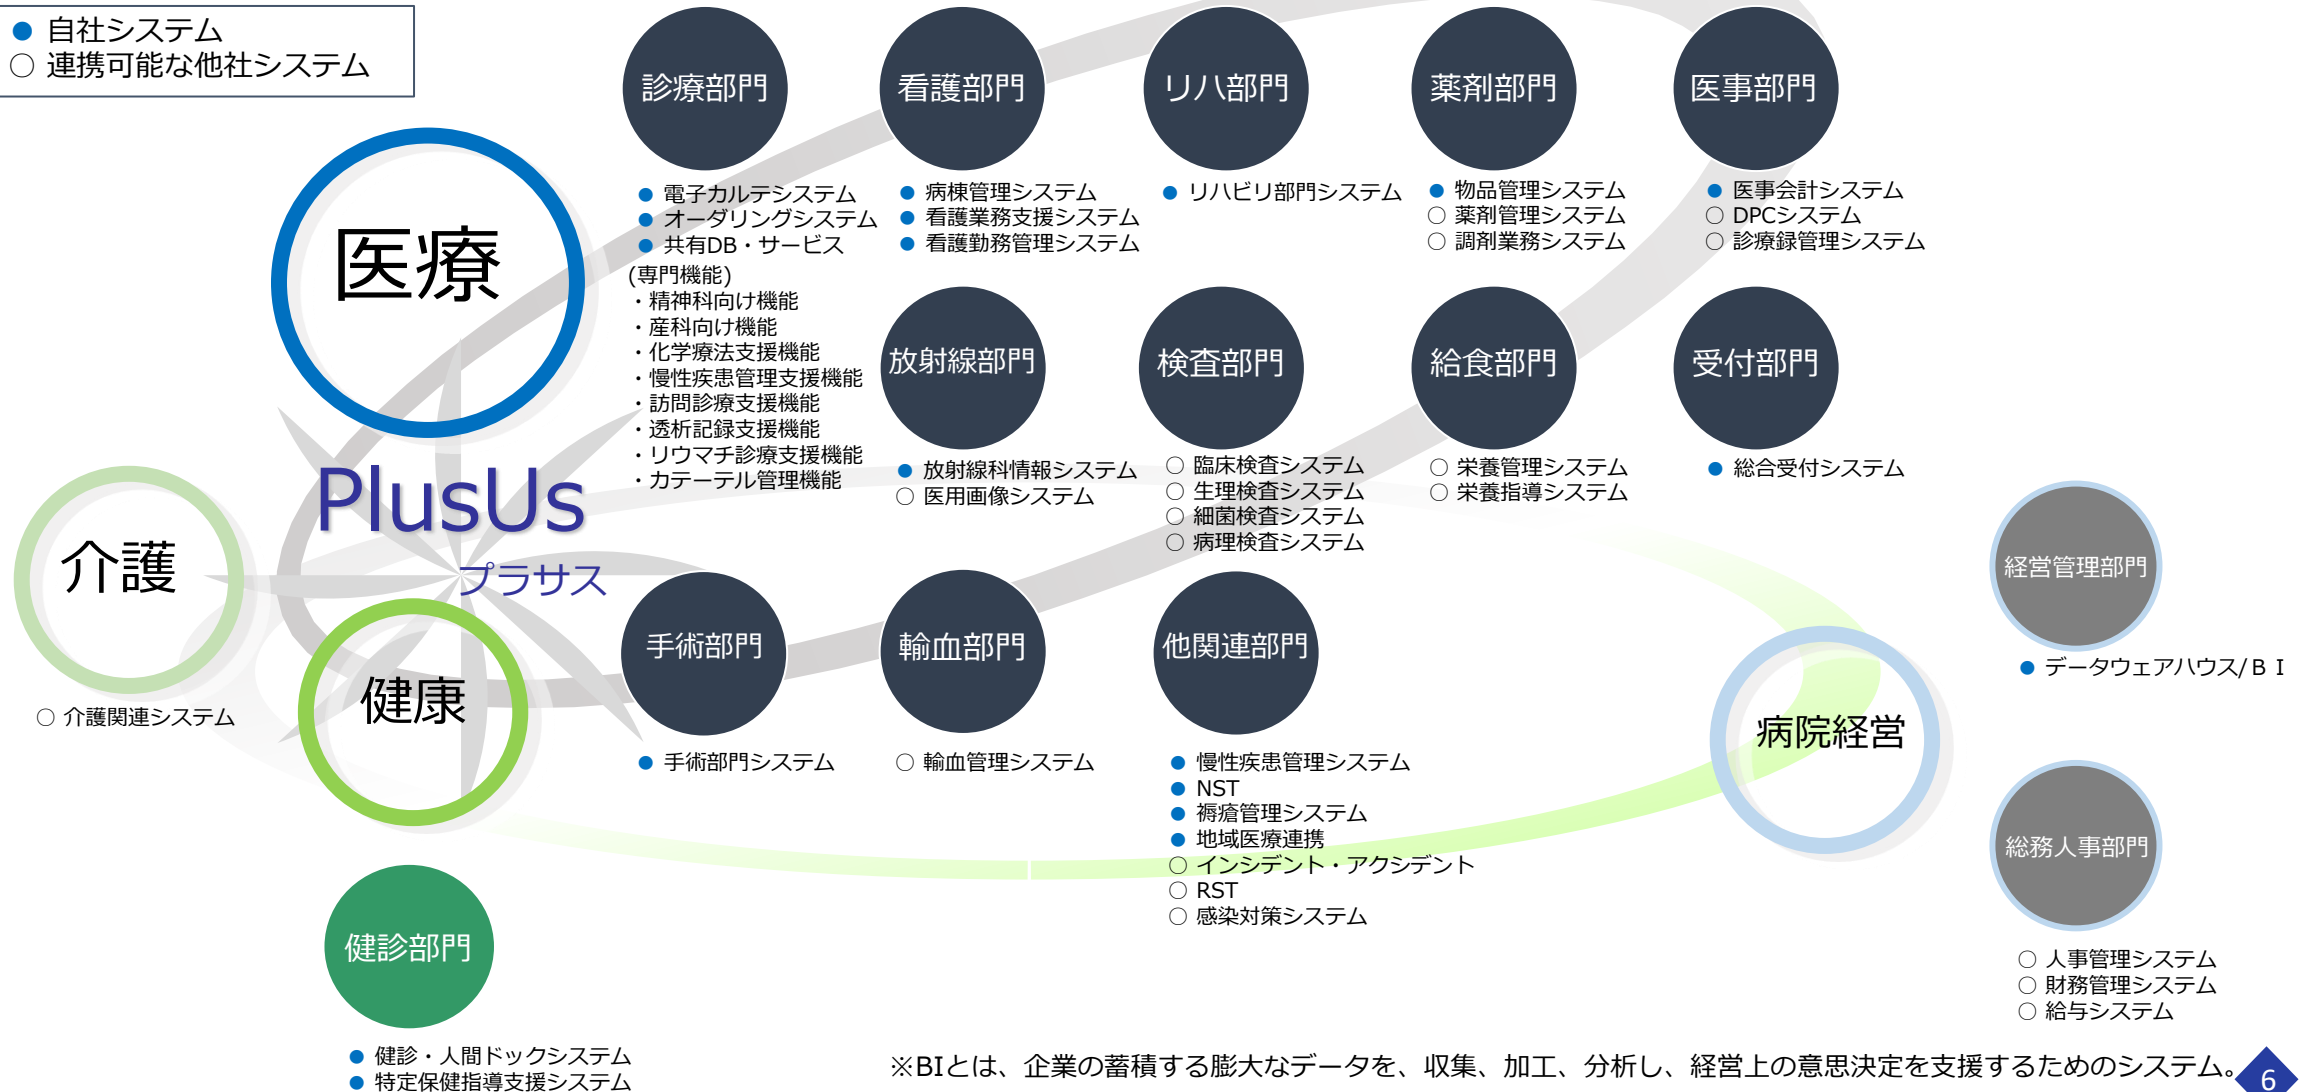 ● 自社システム
○ 連携可能な他社システム
医療
PlusUs
プラサス
介護
○ 介護関連システム
健康
診療部門
● 電子カルテシステム
● オーダリングシステム
● 共有DB・サービス
(専門機能)
・精神科向け機能
・産科向け機能
・化学療法支援機能
・慢性疾患管理支援機能
・訪問診療支援機能
・透析記録支援機能
・リウマチ診療支援機能
・カテーテル管理機能
看護部門
● 病棟管理システム
● 看護業務支援システム
● 看護勤務管理システム
リハ部門
● リハビリ部門システム
薬剤部門
● 物品管理システム
○ 薬剤管理システム
○ 調剤業務システム
医事部門
● 医事会計システム
○ DPCシステム
○ 診療録管理システム
放射線部門
● 放射線科情報システム
○ 医用画像システム
検査部門
○ 臨床検査システム
○ 生理検査システム
○ 細菌検査システム
○ 病理検査システム
給食部門
○ 栄養管理システム
○ 栄養指導システム
受付部門
● 総合受付システム
手術部門
● 手術部門システム
輸血部門
○ 輸血管理システム
他関連部門
● 慢性疾患管理システム
● NST
● 褥瘡管理システム
● 地域医療連携
○ インシデント・アクシデント
○ RST
○ 感染対策システム
病院経営
経営管理部門
● データウェアハウス/ＢＩ
総務人事部門
○ 人事管理システム
○ 財務管理システム
○ 給与システム
健診部門
● 健診・人間ドックシステム
● 特定保健指導支援システム
※BIとは、企業の蓄積する膨大なデータを、収集、加工、分析し、経営上の意思決定を支援するためのシステム。
6